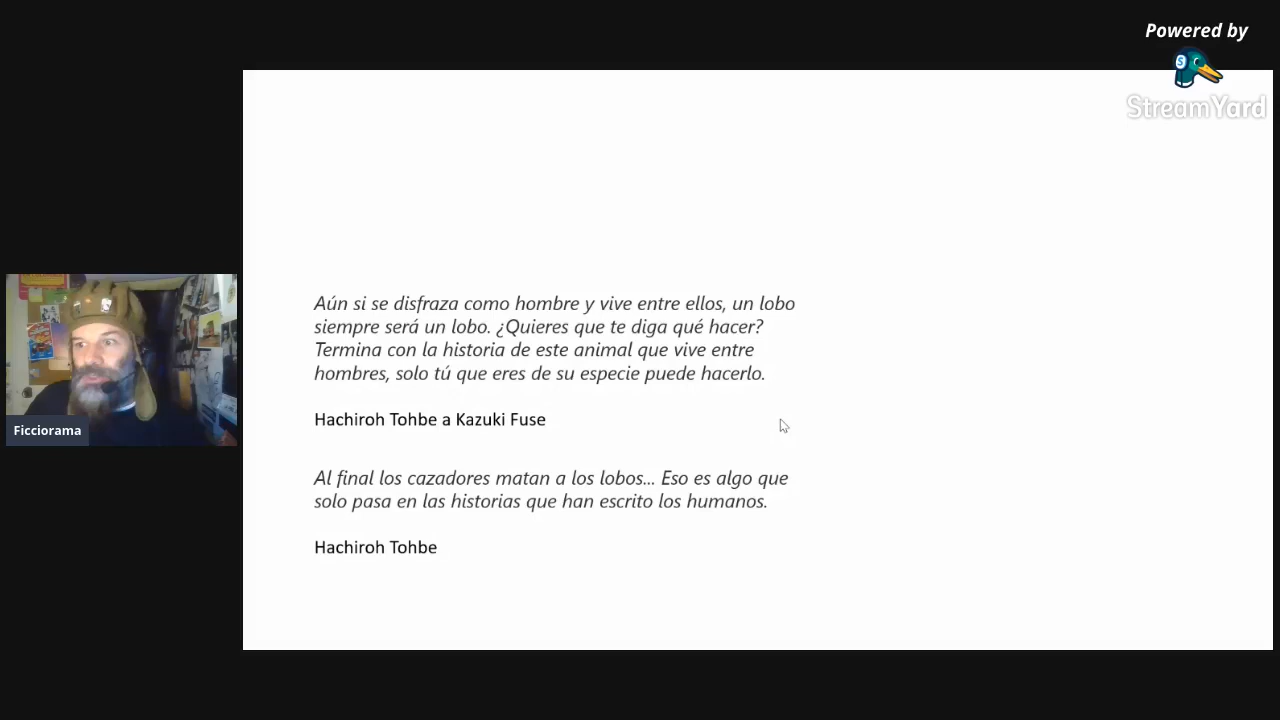 Powered by
StreamYard
Aún si se disfraza como hombre y vive entre ellos, un lobo
siempre será un lobo. ¿Quieres que te diga qué hacer?
Termina con la historia de este animal que vive entre
hombres, solo tú que eres de su especie puede hacerlo.
Hachiroh Tohbe a Kazuki Fuse
Al final los cazadores matan a los lobos... Eso es algo que
solo pasa en las historias que han escrito los humanos.
Hachiroh Tohbe
Ficciorama